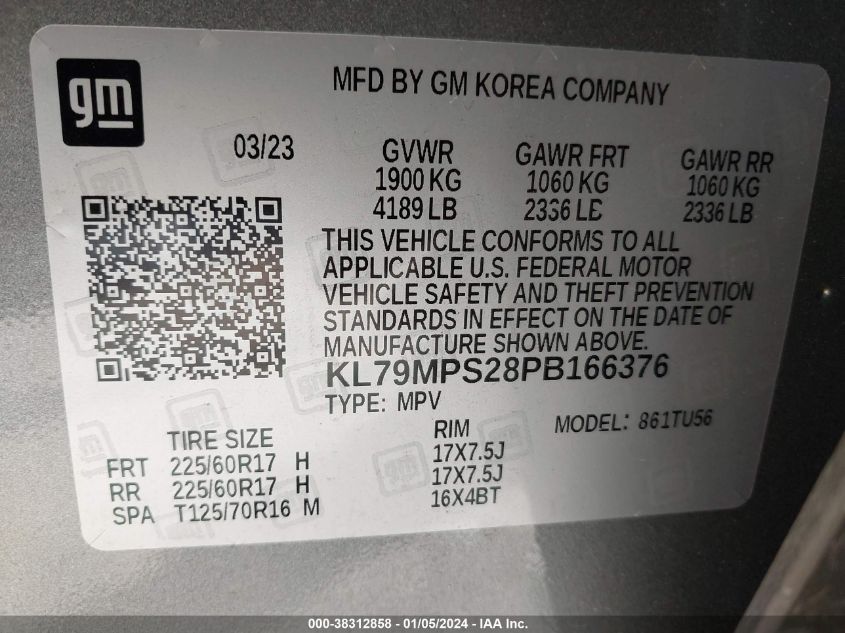 gm
MFD BY GM KOREA COMPANY
03/23 GVWR GAWR FRT GAWR RR
1900 KG 1060 KG 1060 KG
4189 LB 2336 LB 2336 LB
THIS VEHICLE CONFORMS TO ALL
APPLICABLE U.S. FEDERAL MOTOR
VEHICLE SAFETY AND THEFT PREVENTION
STANDARDS IN EFFECT ON THE DATE OF
MANUFACTURE SHOWN ABOVE.
KL79MPS28PB166376
TYPE: MPV MODEL: 861TU56
TIRE SIZE RIM
FRT 225/60R17 H 17X7.5J
RR 225/60R17 H 17X7.5J
SPA T125/70R16 M 16X4BT
000-38312858 - 01/05/2024 - IAA Inc.